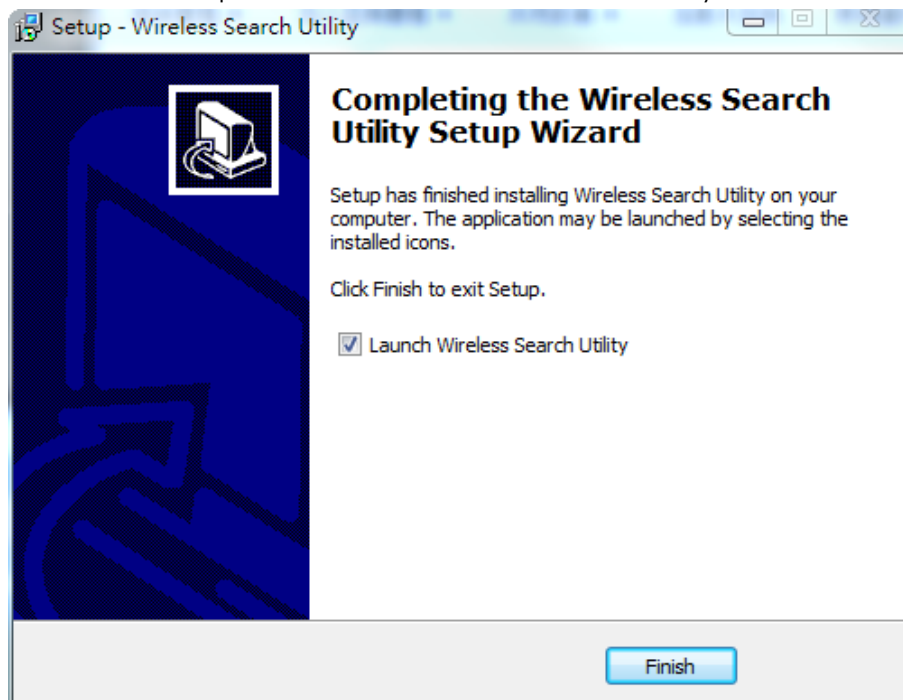 Setup - Wireless Search Utility
Completing the Wireless Search
Utility Setup Wizard
Setup has finished installing Wireless Search Utility on your
computer. The application may be launched by selecting the
installed icons.
Click Finish to exit Setup.
Launch Wireless Search Utility
Finish